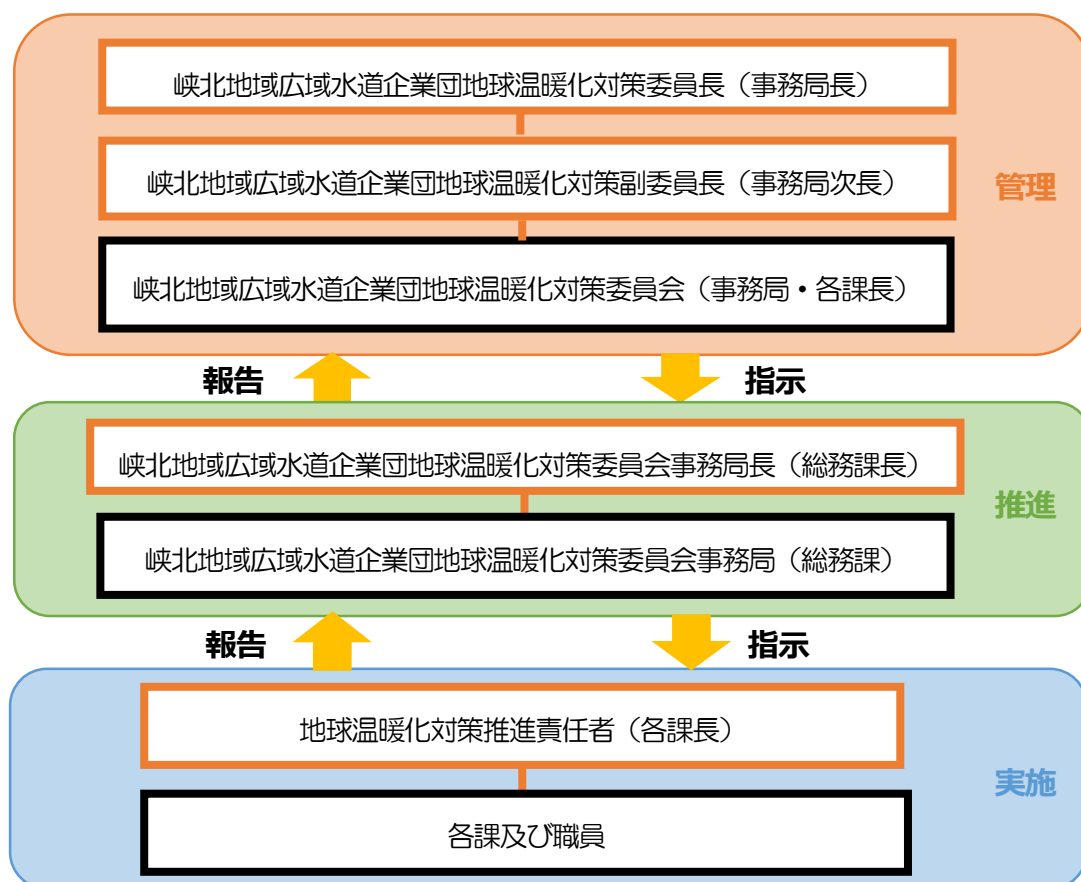 峡北地域広域水道企業団地球温暖化対策委員長（事務局長）
峡北地域広域水道企業団地球温暖化対策副委員長（事務局次長）
管理
峡北地域広域水道企業団地球温暖化対策委員会（事務局・各課長）
報告
指示
峡北地域広域水道企業団地球温暖化対策委員会事務局長（総務課長）
推進
峡北地域広域水道企業団地球温暖化対策委員会事務局（総務課）
報告
指示
地球温暖化対策推進責任者（各課長）
実施
各課及び職員